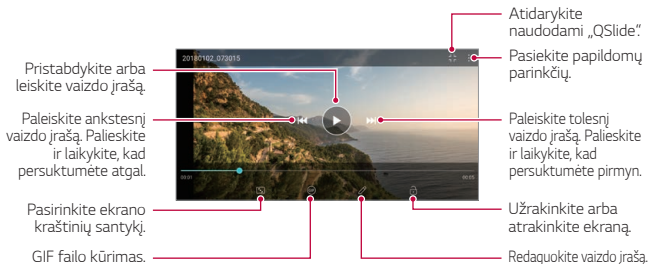 Atidarykite
naudodami „QSlide“.
Pasiekite papildomų
parinkčių.
20180102_073015
Pristabdykite arba
leiskite vaizdo įrašą.
Paleiskite ankstesnį
vaizdo įrašą. Palieskite
ir laikykite, kad
persuktumėte atgal.
Paleiskite tolesnį
vaizdo įrašą. Palieskite
ir laikykite, kad
persuktumėte pirmyn.
00:01
00:05
GIF
Pasirinkite ekrano
kraštinių santykį.
Užrakinkite arba
atrakinkite ekraną.
GIF failo kūrimas.
Redaguokite vaizdo įrašą.